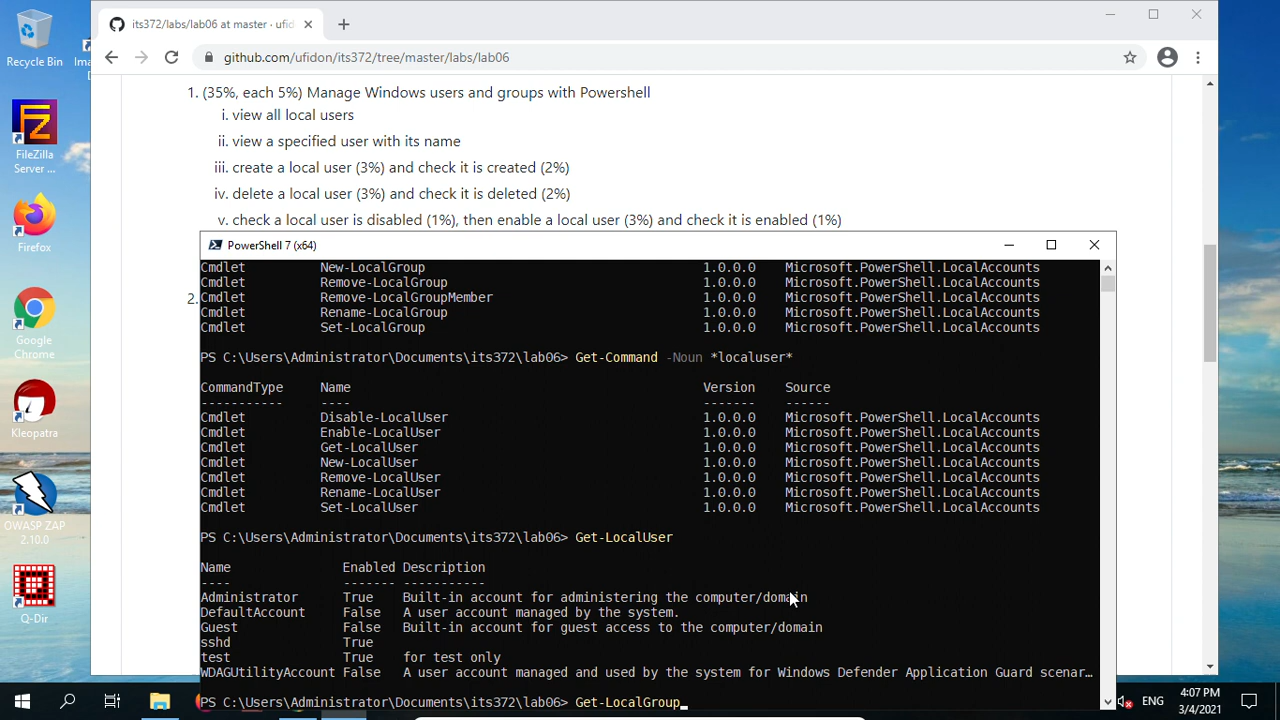 Recycle Bin
FileZilla
Server ...
Firefox
Google
Chrome
Kleopatra
OWASP ZAP
2.10.0
Q-Dir
its372/labs/lab06 at master · ufid
github.com/ufidon/its372/tree/master/labs/lab06
1. (35%, each 5%) Manage Windows users and groups with Powershell
i. view all local users
ii. view a specified user with its name
iii. create a local user (3%) and check it is created (2%)
iv. delete a local user (3%) and check it is deleted (2%)
v. check a local user is disabled (1%), then enable a local user (3%) and check it is enabled (1%)
2.
PowerShell 7 (x64)
Cmdlet New-LocalGroup 1.0.0.0 Microsoft.PowerShell.LocalAccounts
Cmdlet Remove-LocalGroup 1.0.0.0 Microsoft.PowerShell.LocalAccounts
Cmdlet Remove-LocalGroupMember 1.0.0.0 Microsoft.PowerShell.LocalAccounts
Cmdlet Rename-LocalGroup 1.0.0.0 Microsoft.PowerShell.LocalAccounts
Cmdlet Set-LocalGroup 1.0.0.0 Microsoft.PowerShell.LocalAccounts
PS C:\Users\Administrator\Documents\its372\lab06> Get-Command -Noun *localuser*
CommandType Name Version Source
----------- ---- ------- ------
Cmdlet Disable-LocalUser 1.0.0.0 Microsoft.PowerShell.LocalAccounts
Cmdlet Enable-LocalUser 1.0.0.0 Microsoft.PowerShell.LocalAccounts
Cmdlet Get-LocalUser 1.0.0.0 Microsoft.PowerShell.LocalAccounts
Cmdlet New-LocalUser 1.0.0.0 Microsoft.PowerShell.LocalAccounts
Cmdlet Remove-LocalUser 1.0.0.0 Microsoft.PowerShell.LocalAccounts
Cmdlet Rename-LocalUser 1.0.0.0 Microsoft.PowerShell.LocalAccounts
Cmdlet Set-LocalUser 1.0.0.0 Microsoft.PowerShell.LocalAccounts
PS C:\Users\Administrator\Documents\its372\lab06> Get-LocalUser
Name Enabled Description
---- ------- -----------
Administrator True Built-in account for administering the computer/domain
DefaultAccount False A user account managed by the system.
Guest False Built-in account for guest access to the computer/domain
sshd True
test True for test only
WDAGUtilityAccount False A user account managed and used by the system for Windows Defender Application Guard scenar…
PS C:\Users\Administrator\Documents\its372\lab06> Get-LocalGroup
ENG
4:07 PM
3/4/2021